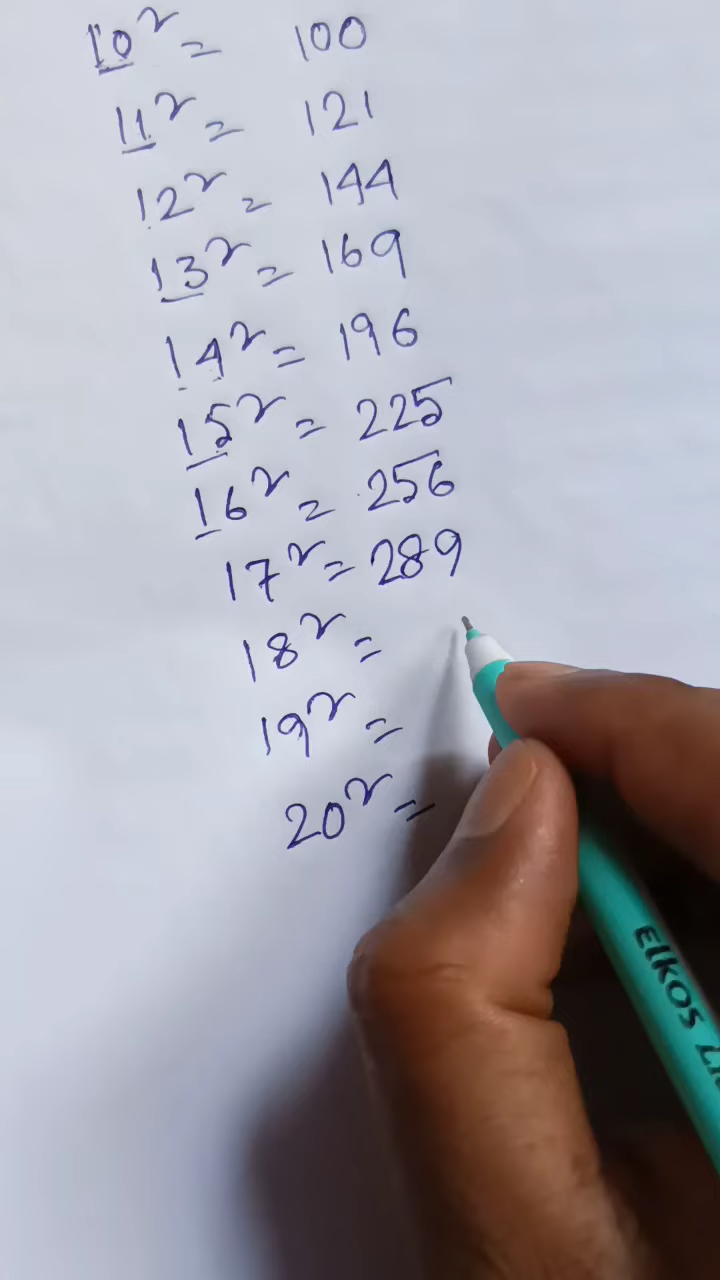 10² = 100
11² = 121
12² = 144
13² = 169
14² = 196
15² = 225
16² = 256
17² = 289
18² =
19² =
20² =
Elkos